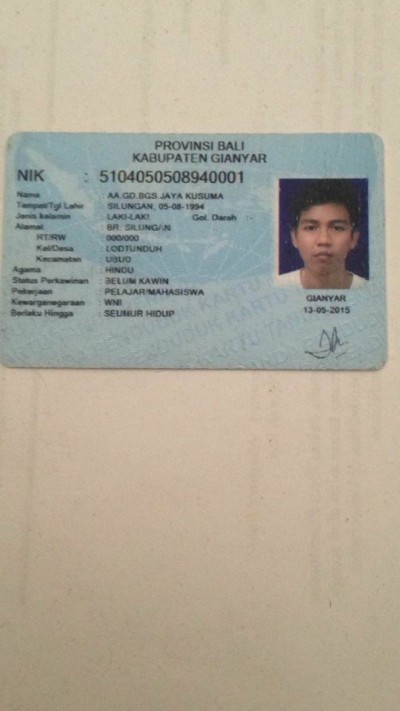 PROVINSI BALI
KABUPATEN GIANYAR
NIK : 5104050508940001
Nama : AA.GD.BGS JAYA KUSUMA
Tempat/Tgl Lahir : SILUNGAN, 05-08-1994
Jenis kelamin : LAKI-LAKI Gol. Darah :-
Alamat : BR. SILUNGAN
RT/RW : 000/000
Kel/Desa : LODTUNDUH
Kecamatan : UBUD
Agama : HINDU
Status Perkawinan : BELUM KAWIN
Pekerjaan : PELAJAR/MAHASISWA
Kewarganegaraan : WNI
Berlaku Hingga : SEUMUR HIDUP
GIANYAR
13-05-2015